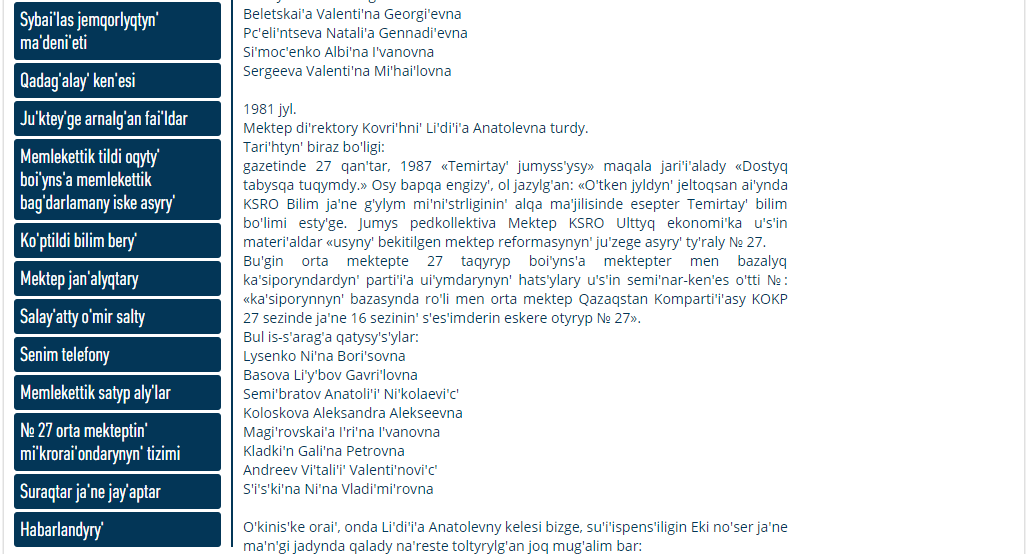 Sybai'las jemqorlyqtyn'
ma'deni'eti
Qadag'alay' ken'esi
Ju'ktey'ge arnalg'an fai'ldar
Memlekettik tildi oqyty'
boi'yns'a memlekettik
bag'darlamany iske asyry'
Ko'ptildi bilim bery'
Mektep jan'alyqtary
Salay'atty o'mir salty
Senim telefony
Memlekettik satyp aly'lar
№ 27 orta mekteptin'
mi'krorai'ondarynyn' tizimi
Suraqtar ja'ne jay'aptar
Habarlandyry'
Beletskai'a Valenti'na Georgi'evna
Pc'eli'ntseva Natali'a Gennadi'evna
Si'moc'enko Albi'na I'vanovna
Sergeeva Valenti'na Mi'hai'lovna
1981 jyl.
Mektep di'rektory Kovri'hni' Li'di'i'a Anatolevna turdy.
Tari'htyn' biraz bo'ligi:
gazetinde 27 qan'tar, 1987 «Temirtay' jumyss'ysy» maqala jari'i'alady «Dostyq
tabysqa tuqymdy.» Osy bapqa engizy', ol jazylg'an: «O'tken jyldyn' jeltoqsan ai'ynda
KSRO Bilim ja'ne g'ylym mi'ni'strliginin' alqa ma'jilisinde esepter Temirtay' bilim
bo'limi esty'ge. Jumys pedkollektiva Mektep KSRO Ulttyq ekonomi'ka u's'in
materi'aldar «usyny' bekitilgen mektep reformasynyn' ju'zege asyry' ty'raly № 27.
Bu'gin orta mektepte 27 taqyryp boi'yns'a mektepter men bazalyq
ka'siporyndardyn' parti'i'a ui'ymdarynyn' hats'ylary u's'in semi'nar-ken'es o'tti №:
«ka'siporynnyn' bazasynda ro'li men orta mektep Qazaqstan Komparti'i'asy KOKP
27 sezinde ja'ne 16 sezinin' s'es'imderin eskere otyryp № 27».
Bul is-s'arag'a qatysy's'ylar:
Lysenko Ni'na Bori'sovna
Basova Li'y'bov Gavri'lovna
Semi'bratov Anatoli'i' Ni'kolaevi'c'
Koloskova Aleksandra Alekseevna
Magi'rovskai'a I'ri'na I'vanovna
Kladki'n Gali'na Petrovna
Andreev Vi'tali'i' Valenti'novi'c'
S'i's'ki'na Ni'na Vladi'mi'rovna
O'kinis'ke orai', onda Li'di'i'a Anatolevny kelesi bizge, su'i'ispens'iligin Eki no'ser ja'ne
ma'n'gi jadynda qalady na'reste toltyrylg'an joq mug'alim bar: